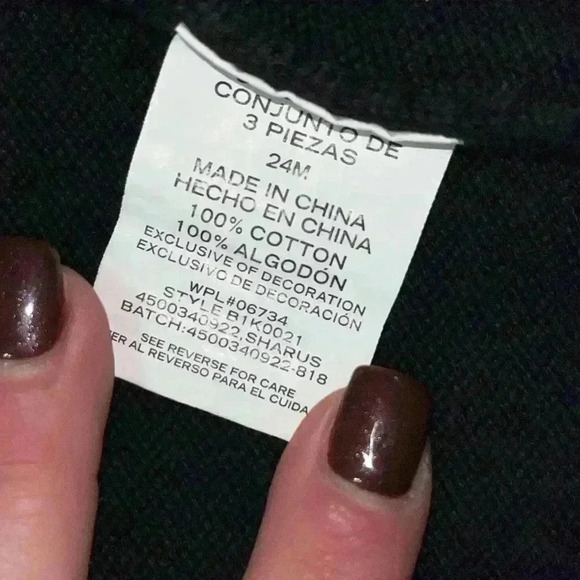 CONJUNTO DE
3 PIEZAS
24M
MADE IN CHINA
HECHO EN CHINA
100% COTTON
100% ALGODÓN
EXCLUSIVE OF DECORATION
EXCLUSIVO DE DECORACIÓN
WPL#06734
STYLE B1K0021
4500340922,SHARUS
BATCH:4500340922-818
SEE REVERSE FOR CARE
ER AL REVERSO PARA EL CUIDA